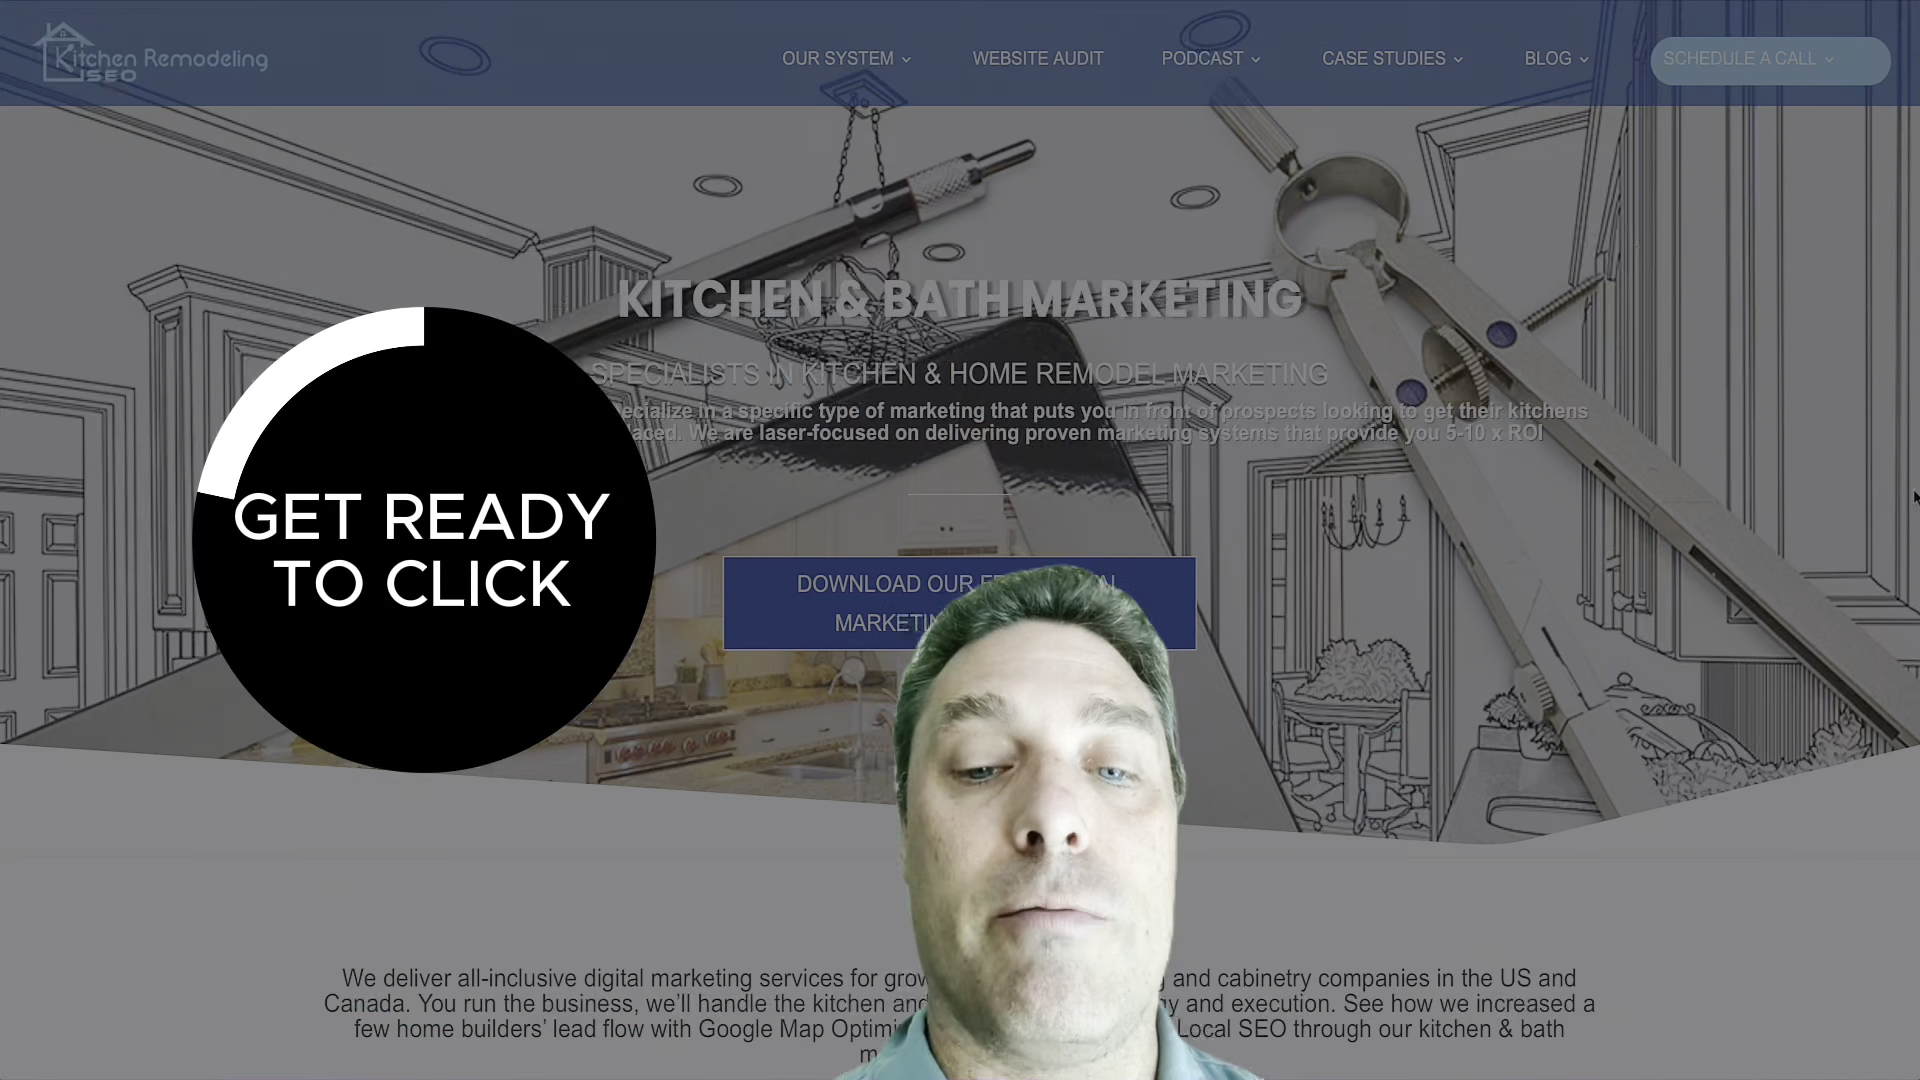 Kitchen Remodeling
SEO
OUR SYSTEM
WEBSITE AUDIT
PODCAST
CASE STUDIES
BLOG
SCHEDULE A CALL
KITCHEN & BATH MARKETING
SPECIALISTS IN KITCHEN & HOME REMODEL MARKETING
in a specific type of marketing that puts you in front of prospects looking to get their kitchens
We are laser-focused on delivering proven marketing systems that provide you 5-10 x ROI
GET READY
TO CLICK
DOWNLOAD OUR
We deliver all-inclusive digital marketing services for and cabinetry companies in the US and
Canada. You run the business, we’ll handle the kitchen and and execution. See how we increased a
few home builders’ lead flow with Google Map Local SEO through our kitchen & bath